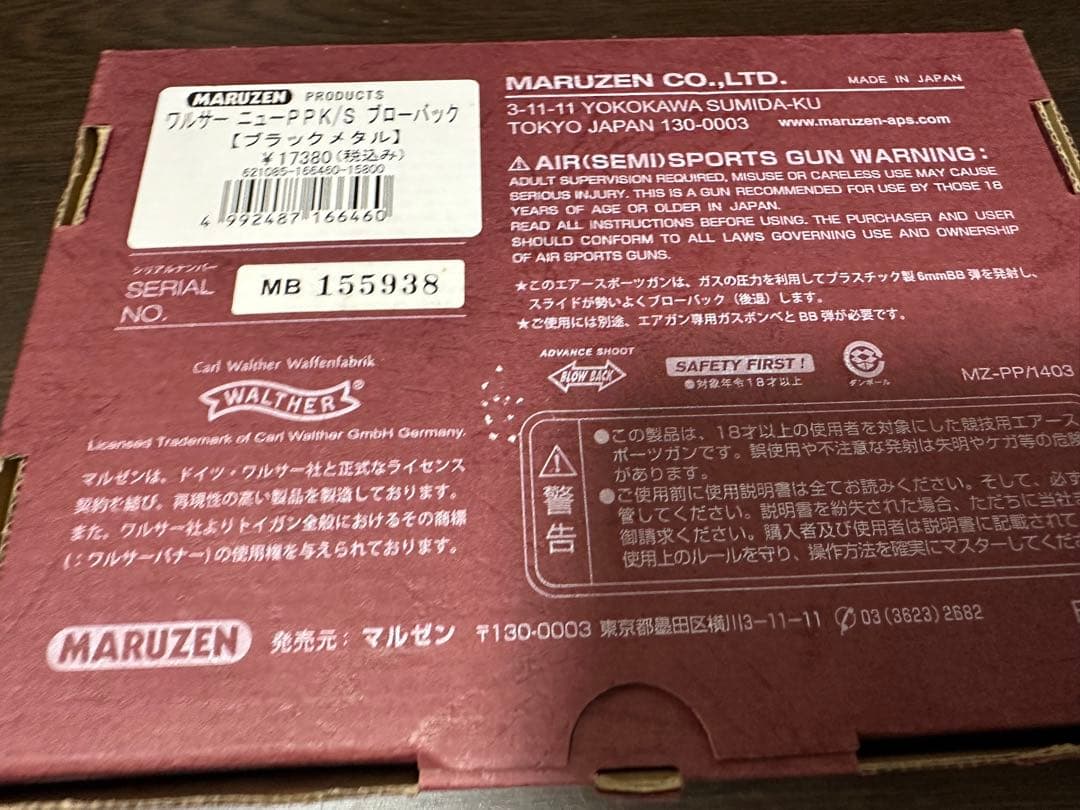 MARUZEN PRODUCTS
ワルサー ニューPPK/S ブローバック
【ブラックメタル】
¥17380(税込み)
621085-166460-15800
4 992487 166460
シリアルナンバー
SERIAL
NO.
MB 155938
Carl Walther Waffenfabrik
WALTHER®
Licensed Trademark of Carl Walther GmbH Germany.
マルゼンは、ドイツ・ワルサー社と正式なライセンス
契約を結び、再現性の高い製品を製造しております。
また、ワルサー社よりトイガン全般におけるその商標
(:ワルサーバナー)の使用権を与えられております。
MARUZEN CO.,LTD. MADE IN JAPAN
3-11-11 YOKOKAWA SUMIDA-KU
TOKYO JAPAN 130-0003 www.maruzen-aps.com
⚠AIR(SEMI)SPORTS GUN WARNING:
ADULT SUPERVISION REQUIRED. MISUSE OR CARELESS USE MAY CAUSE
SERIOUS INJURY. THIS IS A GUN RECOMMENDED FOR USE BY THOSE 18
YEARS OF AGE OR OLDER IN JAPAN.
READ ALL INSTRUCTIONS BEFORE USING. THE PURCHASER AND USER
SHOULD CONFORM TO ALL LAWS GOVERNING USE AND OWNERSHIP
OF AIR SPORTS GUNS.
★このエアースポーツガンは、ガスの圧力を利用してプラスチック製6mmBB弾を発射し、
スライドが勢いよくブローバック(後退)します。
★ご使用には別途、エアガン専用ガスボンベとBB弾が必要です。
ADVANCE SHOOT
BLOW BACK
SAFETY FIRST!
●対象年令18才以上
ダンボール
MZ-PP/1403
⚠警告
●この製品は、18才以上の使用者を対象にした競技用エアース
ポーツガンです。誤使用や不注意な発射は失明やケガ等の危険
があります。
●ご使用前に使用説明書は全てお読みください。そして、必ず
管してください。説明書を紛失された場合、ただちに当社ま
御請求ください。購入者及び使用者は説明書に記載されて
使用上のルールを守り、操作方法を確実にマスターしてくだ
MARUZEN 発売元:マルゼン 〒130-0003 東京都墨田区横川3-11-11 ✆03(3623)2682